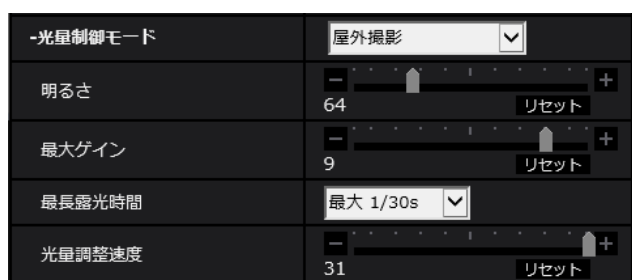 -光量制御モード 屋外撮影
明るさ - +
64 リセット
最大ゲイン - +
9 リセット
最長露光時間 最大 1/30s
光量調整速度 - +
31 リセット